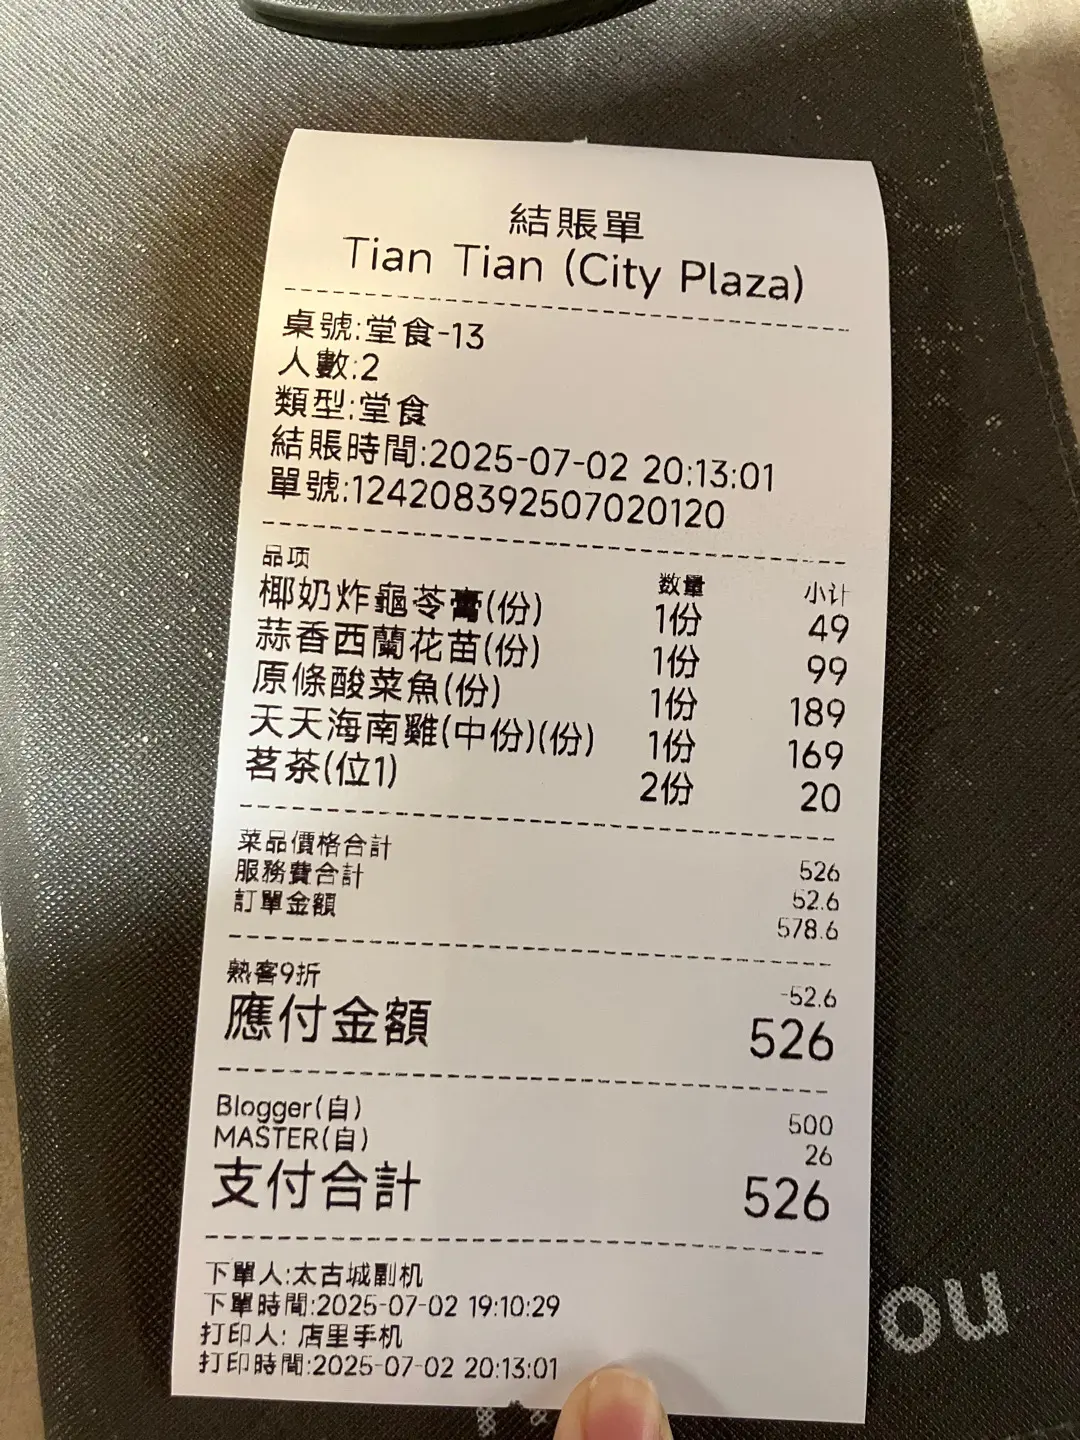 結賬單
Tian Tian (City Plaza)
桌號:堂食-13
人數:2
類型:堂食
結賬時間:2025-07-02 20:13:01
單號:124208392507020120
品项 数量 小计
椰奶炸龜苓膏(份) 1份 49
蒜香西蘭花苗(份) 1份 99
原條酸菜魚(份) 1份 189
天天海南雞(中份)(份) 1份 169
茗茶(位1) 2份 20
菜品價格合計 526
服務費合計 52.6
訂單金額 578.6
熟客9折 -52.6
應付金額 526
Blogger(自) 500
MASTER(自) 26
支付合計 526
下單人:太古城副机
下單時間:2025-07-02 19:10:29
打印人: 店里手机
打印時間:2025-07-02 20:13:01
ou